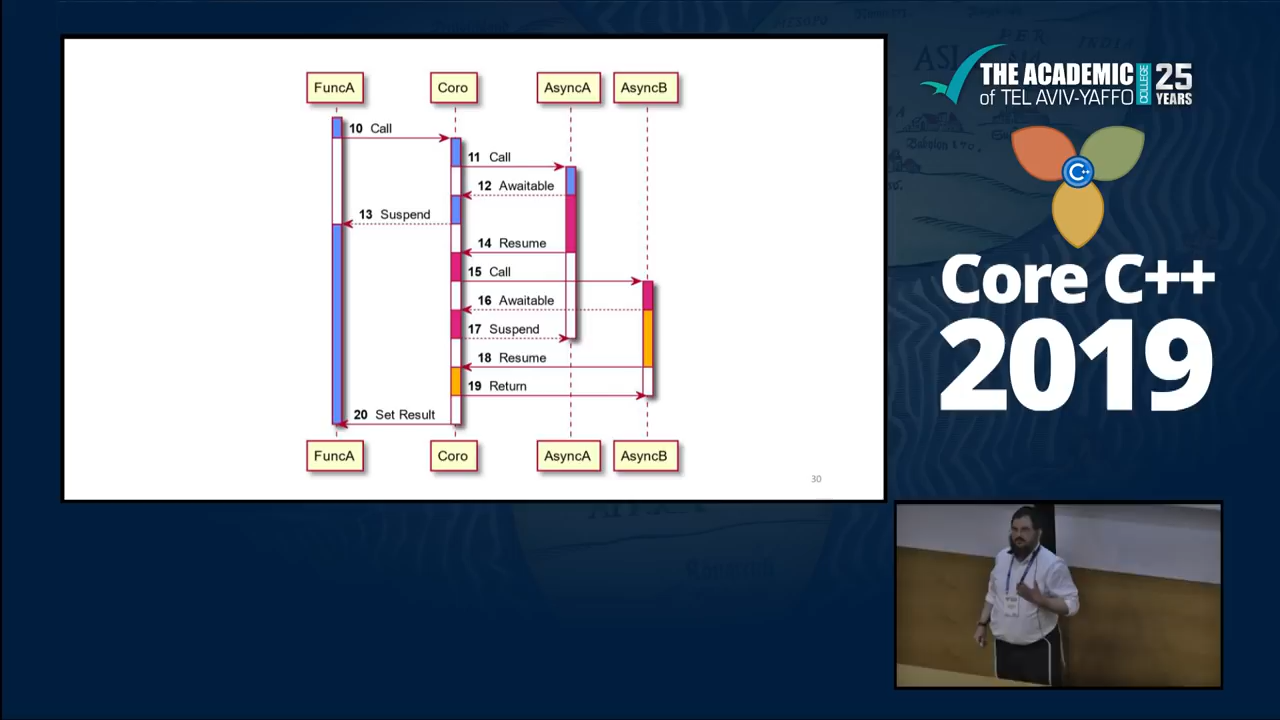 FuncA
Coro
AsyncA
AsyncB
10 Call
11 Call
12 Awaitable
13 Suspend
14 Resume
15 Call
16 Awaitable
17 Suspend
18 Resume
19 Return
20 Set Result
FuncA
Coro
AsyncA
AsyncB
30
THE ACADEMIC
of TEL AVIV-YAFFO
COLLEGE
25
YEARS
C++
Core C++
2019